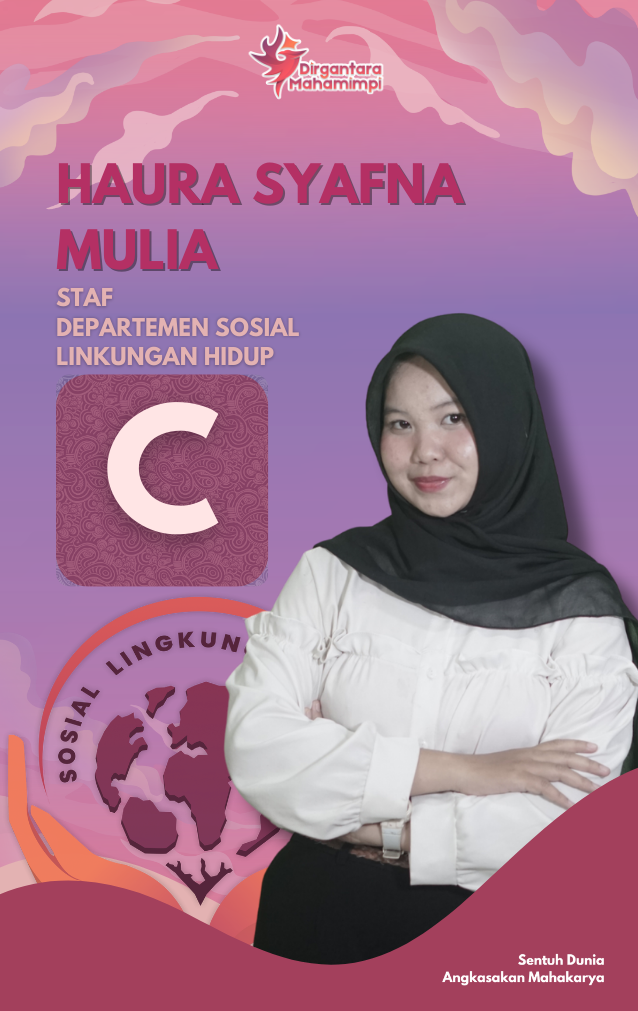 Dirgantara
Mahamimpi
HAURA SYAFNA
MULIA
STAF
DEPARTEMEN SOSIAL
LINKUNGAN HIDUP
C
SOSIAL LINGKUN
Sentuh Dunia
Angkasakan Mahakarya